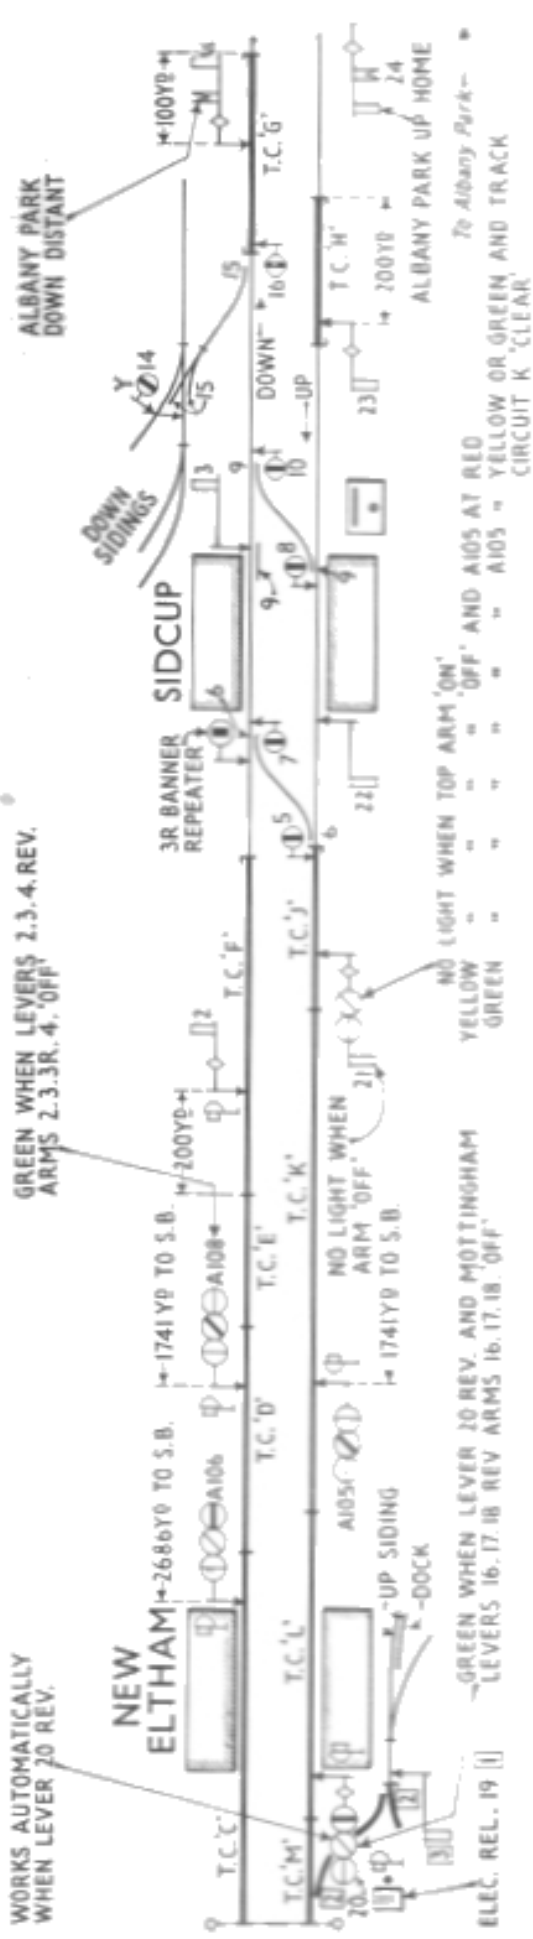 WORKS AUTOMATICALLY
WHEN LEVER 20 REV.
GREEN WHEN LEVERS 2.3.4. REV.
ARMS 2.3.3R. 4. 'OFF'
ALBANY PARK
DOWN DISTANT
NEW
ELTHAM
2686YD TO S.B.
1741 YD TO S.B.
200YD
3R BANNER
REPEATER
SIDCUP
DOWN
SIDINGS
Y
14
15
15
100YD
A106
A108
2
6
3
9
T.C.'C'
T.C.'D'
T.C.'E'
T.C.'F'
7
9
10
DOWN
16
T.C.'G'
5
8
UP
T.C.'M'
T.C.'L'
T.C.'K'
T.C.'J'
6
9
T.C.'H'
2
20
2
3
UP SIDING
DOCK
A105
1741YD TO S.B.
NO LIGHT WHEN
ARM 'OFF'
21
22
23
200YD
24
ALBANY PARK UP HOME
To Albany Park
ELEC. REL. 19 1
GREEN WHEN LEVER 20 REV. AND MOTTINGHAM
LEVERS 16.17.18 REV ARMS 16.17.18. 'OFF'
NO LIGHT WHEN TOP ARM 'ON'
YELLOW " " " " 'OFF' AND A105 AT RED
GREEN " " " " " " A105 " YELLOW OR GREEN AND TRACK
CIRCUIT K 'CLEAR'